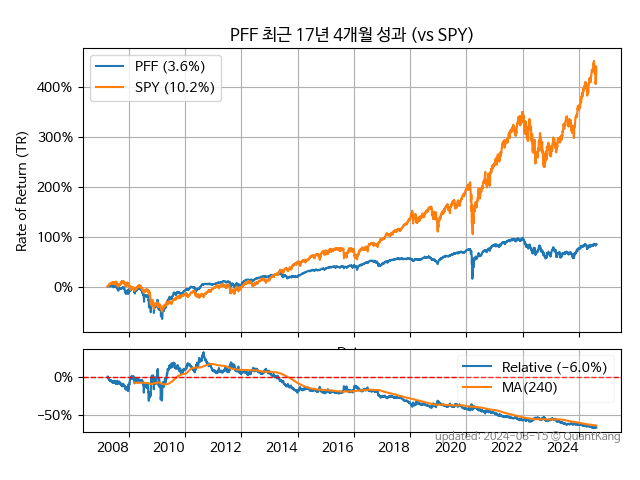 PFF 최근 17년 4개월 성과 (vs SPY)
PFF (3.6%)
SPY (10.2%)
Rate of Return (TR)
400%
300%
200%
100%
0%
Relative (−6.0%)
MA(240)
0%
−50%
2008 2010 2012 2014 2016 2018 2020 2022 2024
updated: 2024-08-15 © QuantKang